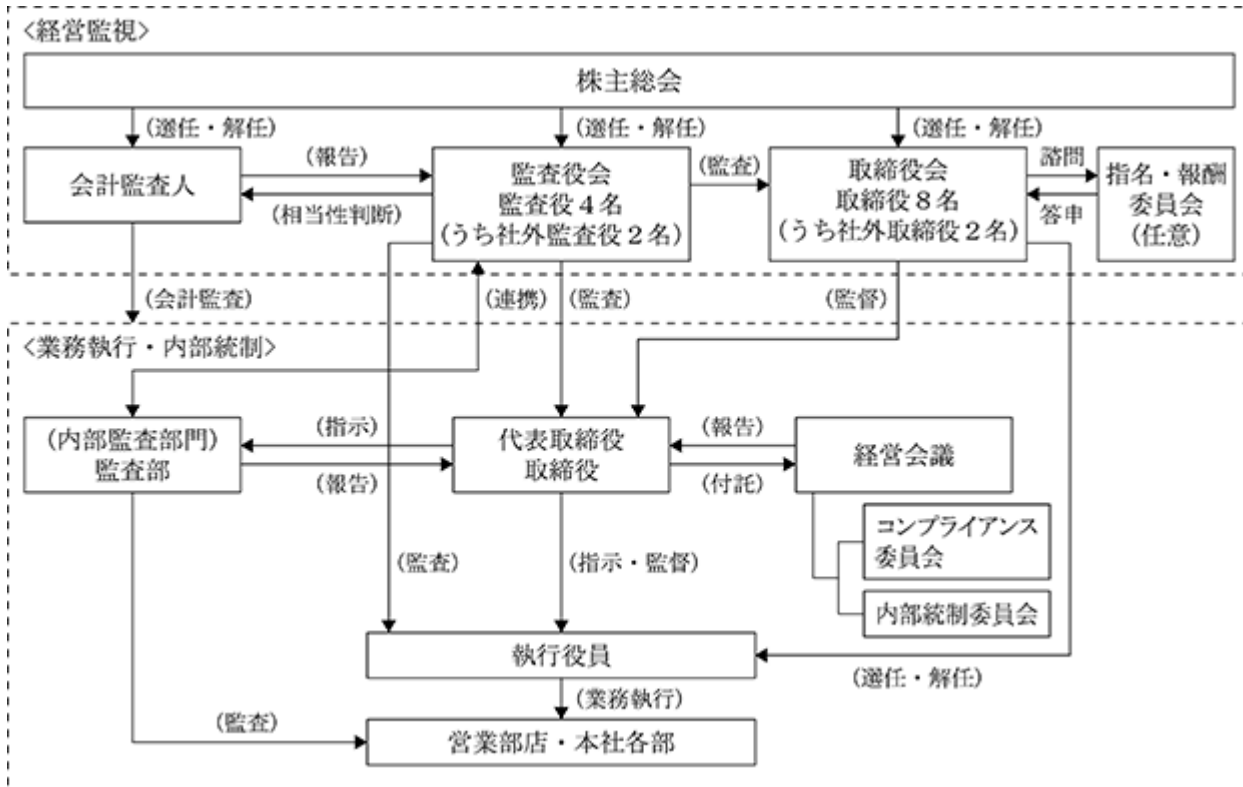 <経営監視>
株主総会
(選任・解任)
(選任・解任)
(選任・解任)
会計監査人
(報告)
(相当性判断)
監査役会
監査役4名
(うち社外監査役2名)
(監査)
取締役会
取締役8名
(うち社外取締役2名)
諮問
答申
指名・報酬
委員会
(任意)
(会計監査)
(連携)
(監査)
(監督)
<業務執行・内部統制>
(内部監査部門)
監査部
(指示)
(報告)
代表取締役
取締役
(報告)
(付託)
経営会議
コンプライアンス
委員会
内部統制委員会
(監査)
(指示・監督)
執行役員
(選任・解任)
(業務執行)
(監査)
営業部店・本社各部